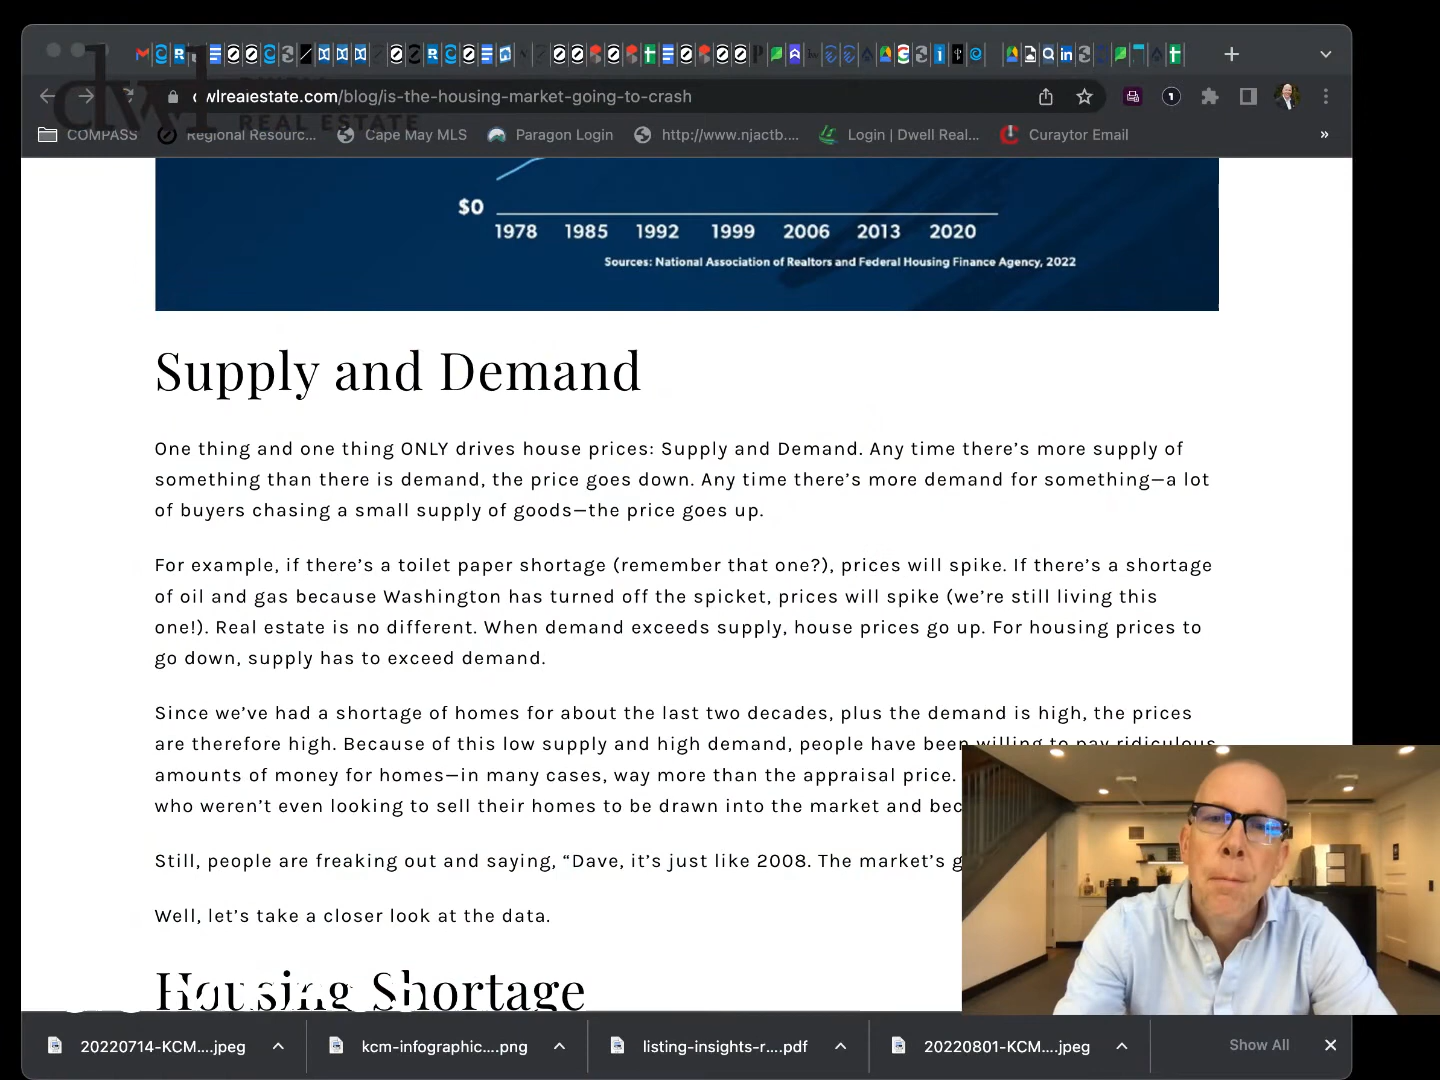 dwl
REAL ESTATE
wlrealestate.com/blog/is-the-housing-market-going-to-crash
COMPASS
Regional Resourc...
Cape May MLS
Paragon Login
http://www.njactb....
Login | Dwell Real...
Curaytor Email
»
$0
1978 1985 1992 1999 2006 2013 2020
Sources: National Association of Realtors and Federal Housing Finance Agency, 2022
Supply and Demand
One thing and one thing ONLY drives house prices: Supply and Demand. Any time there’s more supply of
something than there is demand, the price goes down. Any time there’s more demand for something—a lot
of buyers chasing a small supply of goods—the price goes up.
For example, if there’s a toilet paper shortage (remember that one?), prices will spike. If there’s a shortage
of oil and gas because Washington has turned off the spicket, prices will spike (we’re still living this
one!). Real estate is no different. When demand exceeds supply, house prices go up. For housing prices to
go down, supply has to exceed demand.
Since we’ve had a shortage of homes for about the last two decades, plus the demand is high, the prices
are therefore high. Because of this low supply and high demand, people have been willing to pay ridiculous
amounts of money for homes—in many cases, way more than the appraisal price.
who weren’t even looking to sell their homes to be drawn into the market and bec
Still, people are freaking out and saying, “Dave, it’s just like 2008. The market’s g
Well, let’s take a closer look at the data.
Housing Shortage
20220714-KCM....jpeg
kcm-infographic....png
listing-insights-r....pdf
20220801-KCM....jpeg
Show All